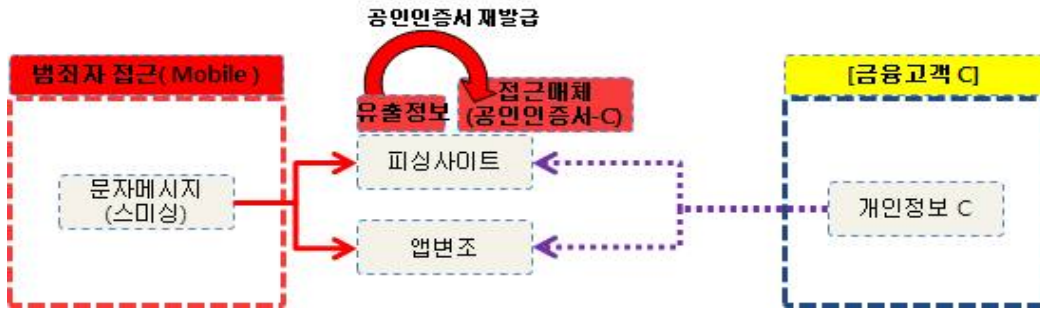 공인인증서 재발급
범죄자 접근( Mobile )
[금융고객 C]
유출정보
접근매체
(공인인증서-C)
피싱사이트
문자메시지
(스미싱)
개인정보 C
앱변조